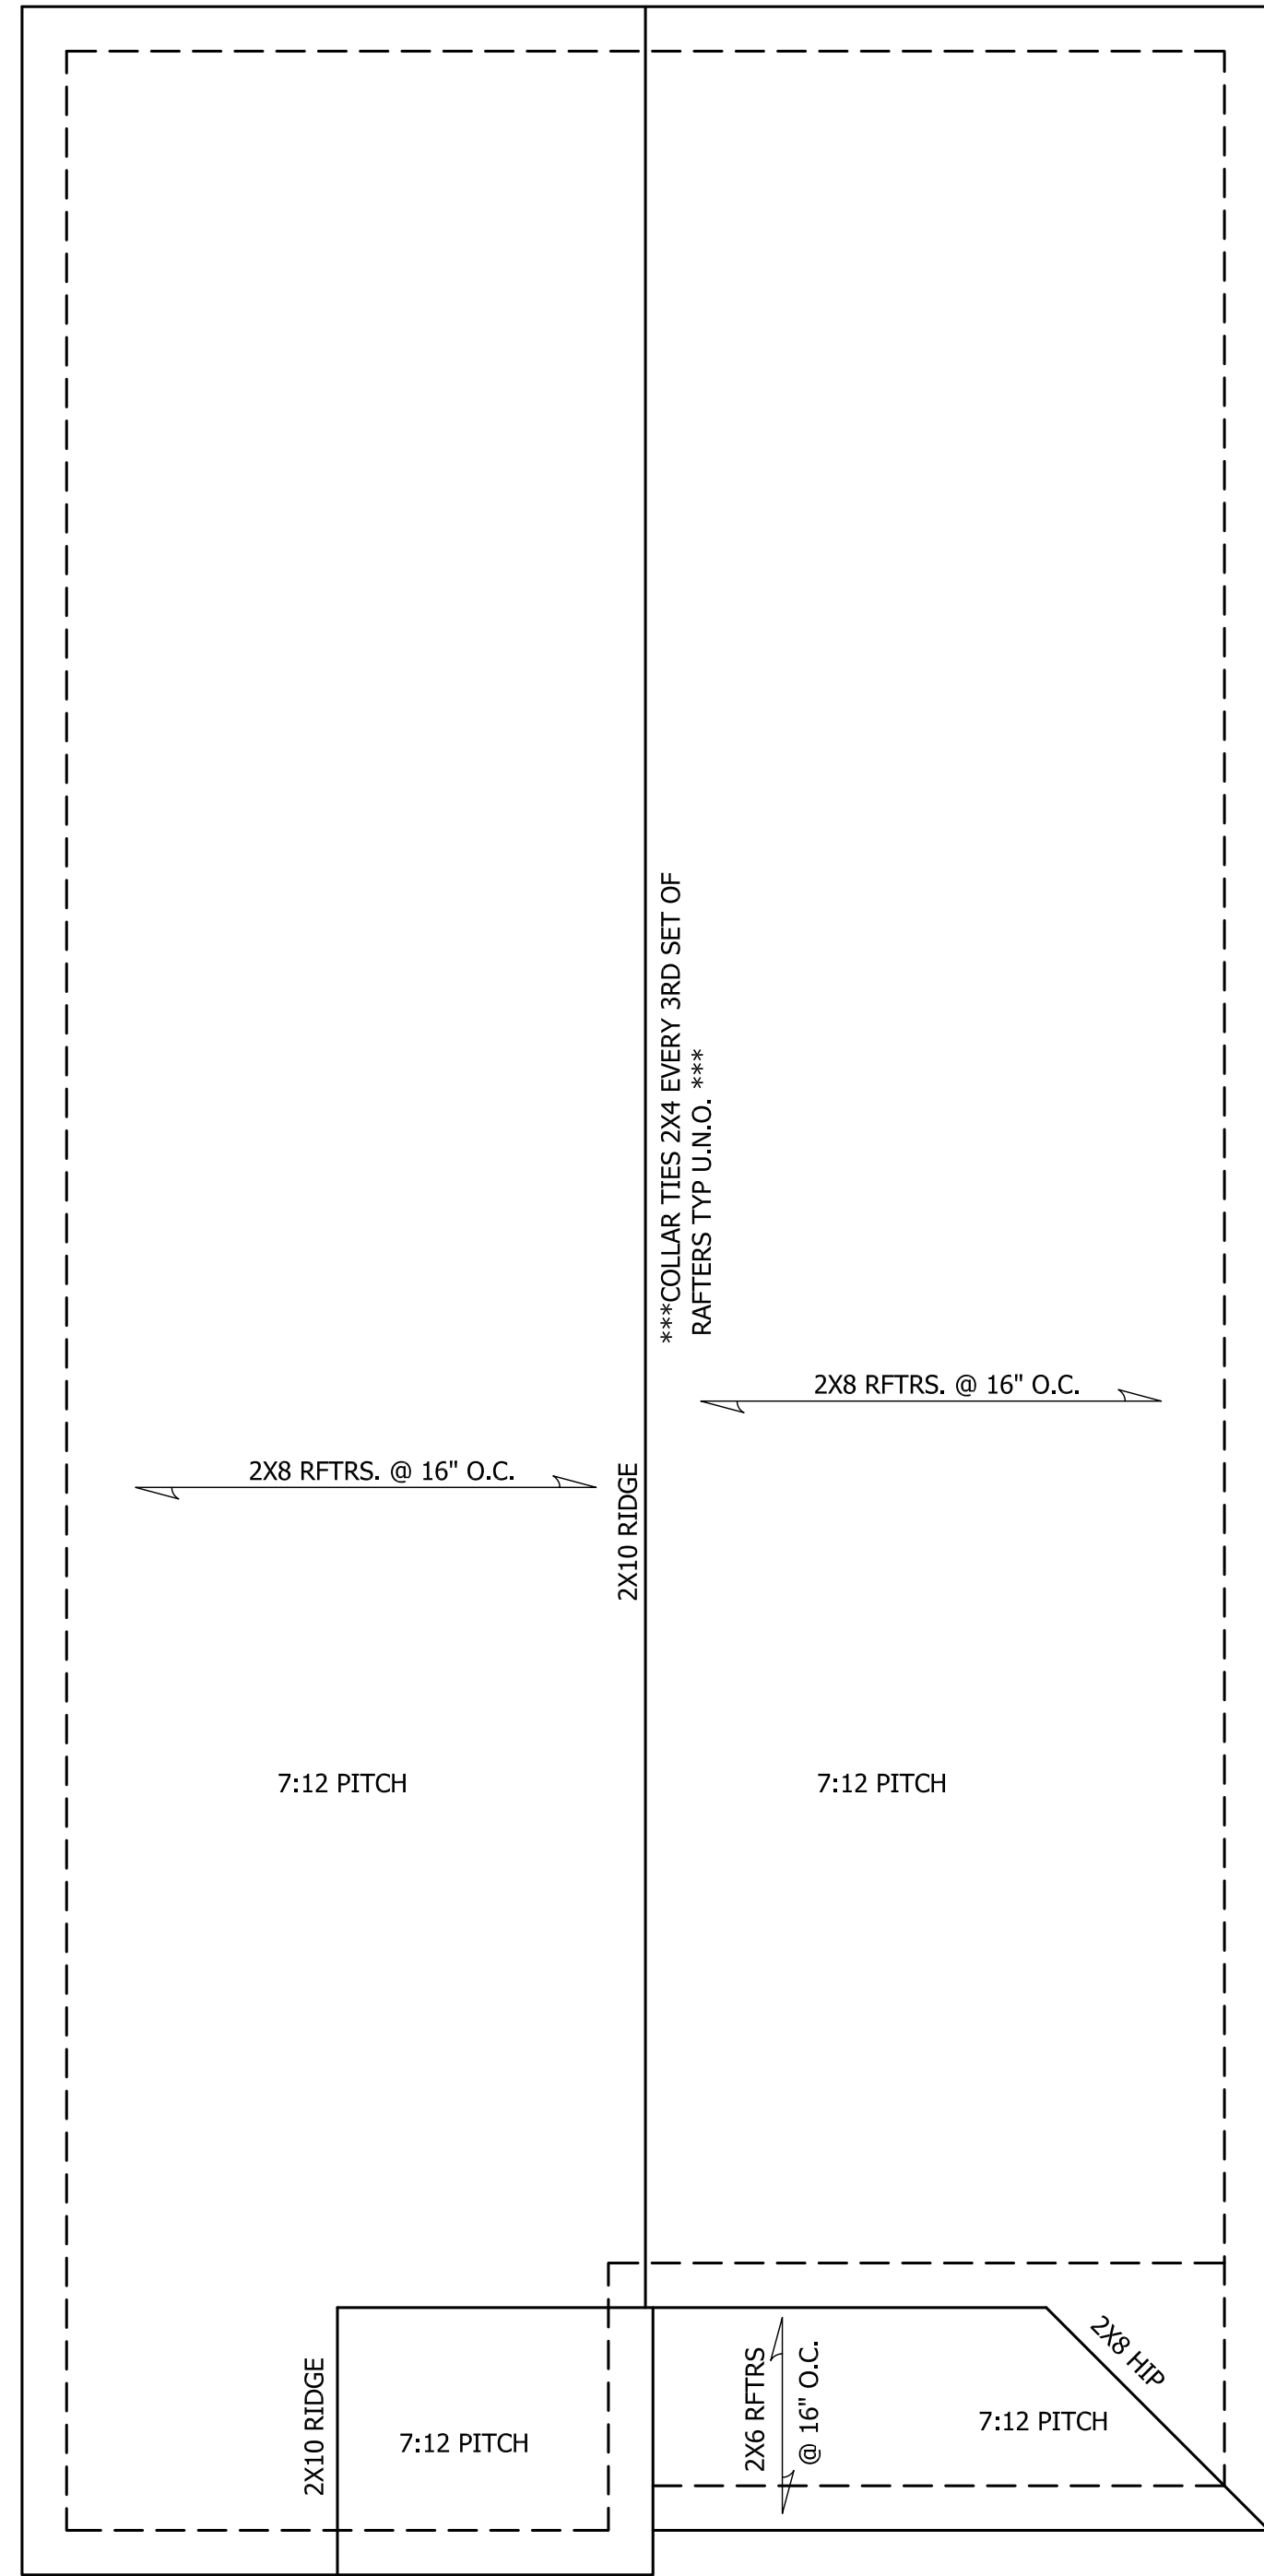 ***COLLAR TIES 2X4 EVERY 3RD SET OF
RAFTERS TYP U.N.O. ***
2X8 RFTRS. @ 16" O.C.
2X8 RFTRS. @ 16" O.C.
2X10 RIDGE
7:12 PITCH
7:12 PITCH
2X10 RIDGE
7:12 PITCH
2X6 RFTRS
@ 16" O.C.
7:12 PITCH
2X8 HIP